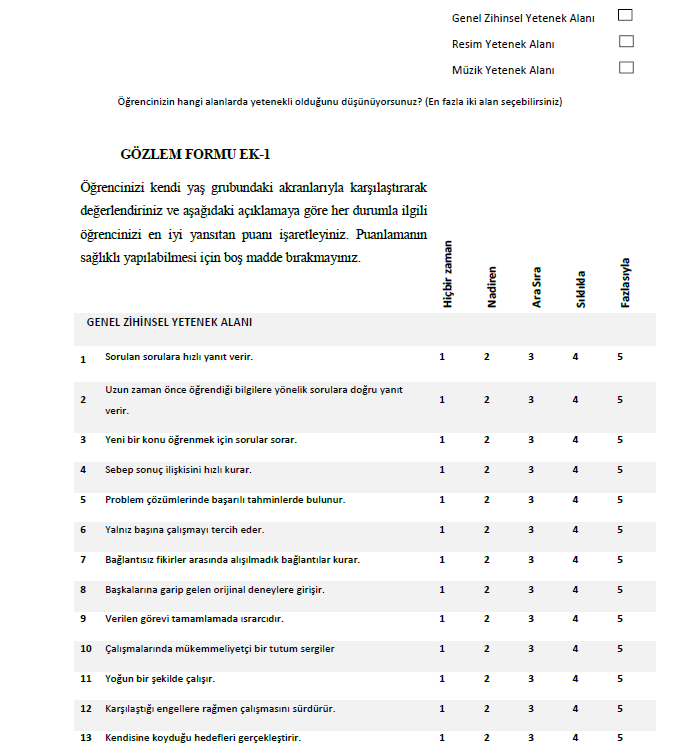 Genel Zihinsel Yetenek Alanı
Resim Yetenek Alanı
Müzik Yetenek Alanı
Öğrencinizin hangi alanlarda yetenekli olduğunu düşünüyorsunuz? (En fazla iki alan seçebilirsiniz)
GÖZLEM FORMU EK-1
Öğrencinizi kendi yaş grubundaki akranlarıyla karşılaştırarak
değerlendiriniz ve aşağıdaki açıklamaya göre her durumla ilgili
öğrencinizi en iyi yansıtan puanı işaretleyiniz. Puanlamanın
sağlıklı yapılabilmesi için boş madde bırakmayınız.
Hiçbir zaman
Nadiren
Ara Sıra
Sıklıkla
Fazlasıyla
GENEL ZİHİNSEL YETENEK ALANI
1 Sorulan sorulara hızlı yanıt verir. 1 2 3 4 5
2 Uzun zaman önce öğrendiği bilgilere yönelik sorulara doğru yanıt
verir. 1 2 3 4 5
3 Yeni bir konu öğrenmek için sorular sorar. 1 2 3 4 5
4 Sebep sonuç ilişkisini hızlı kurar. 1 2 3 4 5
5 Problem çözümlerinde başarılı tahminlerde bulunur. 1 2 3 4 5
6 Yalnız başına çalışmayı tercih eder. 1 2 3 4 5
7 Bağlantısız fikirler arasında alışılmadık bağlantılar kurar. 1 2 3 4 5
8 Başkalarına garip gelen orijinal deneylere girişir. 1 2 3 4 5
9 Verilen görevi tamamlamada ısrarcıdır. 1 2 3 4 5
10 Çalışmalarında mükemmeliyetçi bir tutum sergiler 1 2 3 4 5
11 Yoğun bir şekilde çalışır. 1 2 3 4 5
12 Karşılaştığı engellere rağmen çalışmasını sürdürür. 1 2 3 4 5
13 Kendisine koyduğu hedefleri gerçekleştirir. 1 2 3 4 5